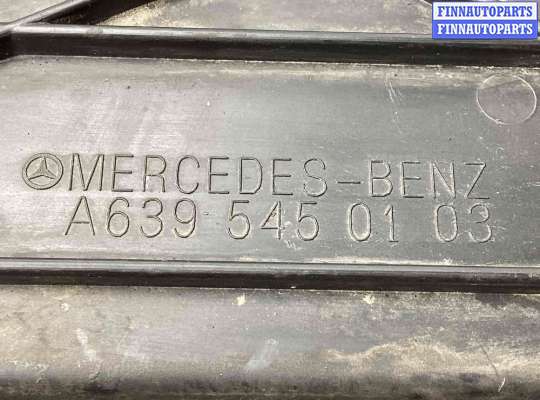 FINNAUTOPARTS
FINNAUTOPARTS
MERCEDES-BENZ
A639 545 01 03